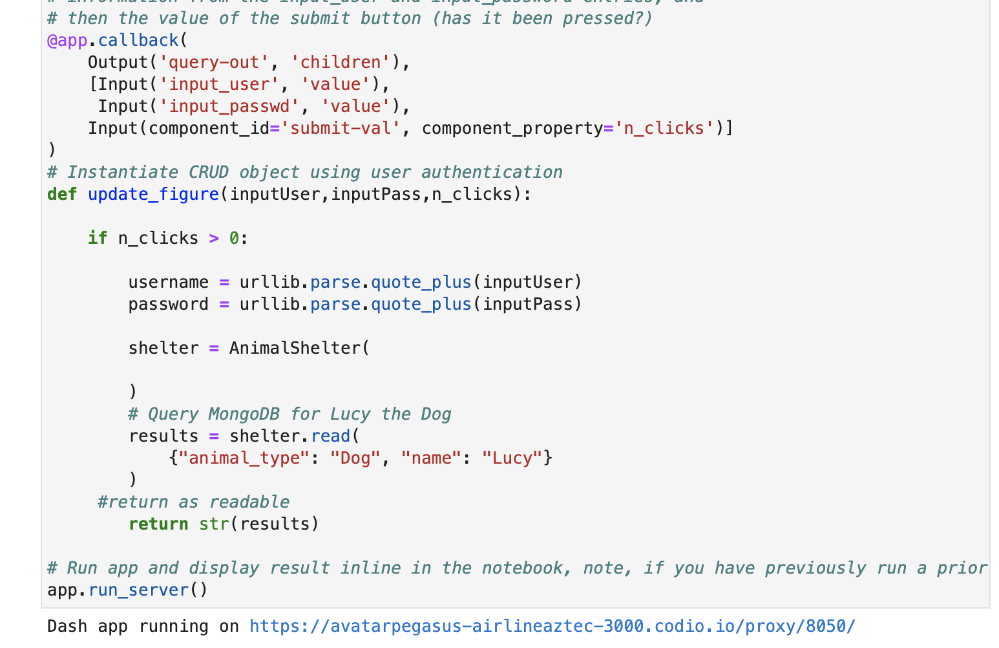 # then the value of the submit button (has it been pressed?)
@app.callback(
    Output('query-out', 'children'),
    [Input('input_user', 'value'),
     Input('input_passwd', 'value'),
    Input(component_id='submit-val', component_property='n_clicks')]
)
# Instantiate CRUD object using user authentication
def update_figure(inputUser,inputPass,n_clicks):
    if n_clicks > 0:
        username = urllib.parse.quote_plus(inputUser)
        password = urllib.parse.quote_plus(inputPass)
        shelter = AnimalShelter(
        )
        # Query MongoDB for Lucy the Dog
        results = shelter.read(
            {"animal_type": "Dog", "name": "Lucy"}
        )
     #return as readable
        return str(results)
# Run app and display result inline in the notebook, note, if you have previously run a prior
app.run_server()
Dash app running on https://avatarpegasus-airlineaztec-3000.codio.io/proxy/8050/